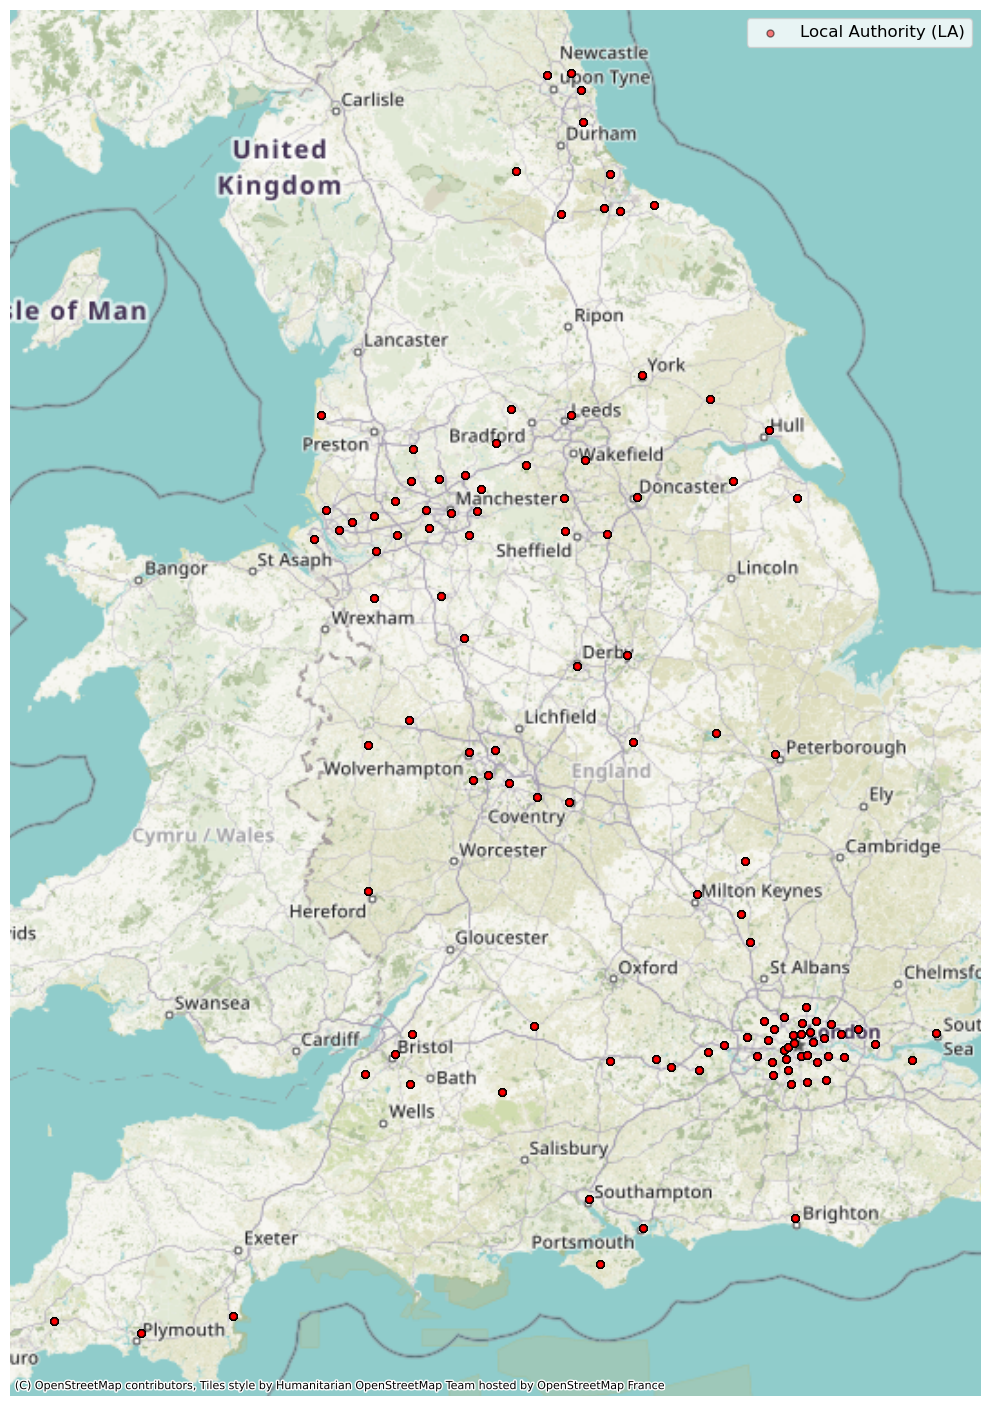 Local Authority (LA)
Newcastle
upon Tyne
Carlisle
Durham
United
Kingdom
sle of Man
Ripon
Lancaster
York
Leeds
Preston
Bradford
Hull
Wakefield
Manchester
Doncaster
Sheffield
St Asaph
Bangor
Lincoln
Wrexham
Derby
Lichfield
Peterborough
Wolverhampton
England
Ely
Coventry
Cymru / Wales
Worcester
Cambridge
Milton Keynes
Hereford
ids
Gloucester
Oxford
St Albans
Chelmsfo
Swansea
Cardiff
Bristol
London
Sout
Sea
Bath
Wells
Salisbury
Southampton
Brighton
Portsmouth
Exeter
Plymouth
uro
(C) OpenStreetMap contributors, Tiles style by Humanitarian OpenStreetMap Team hosted by OpenStreetMap France